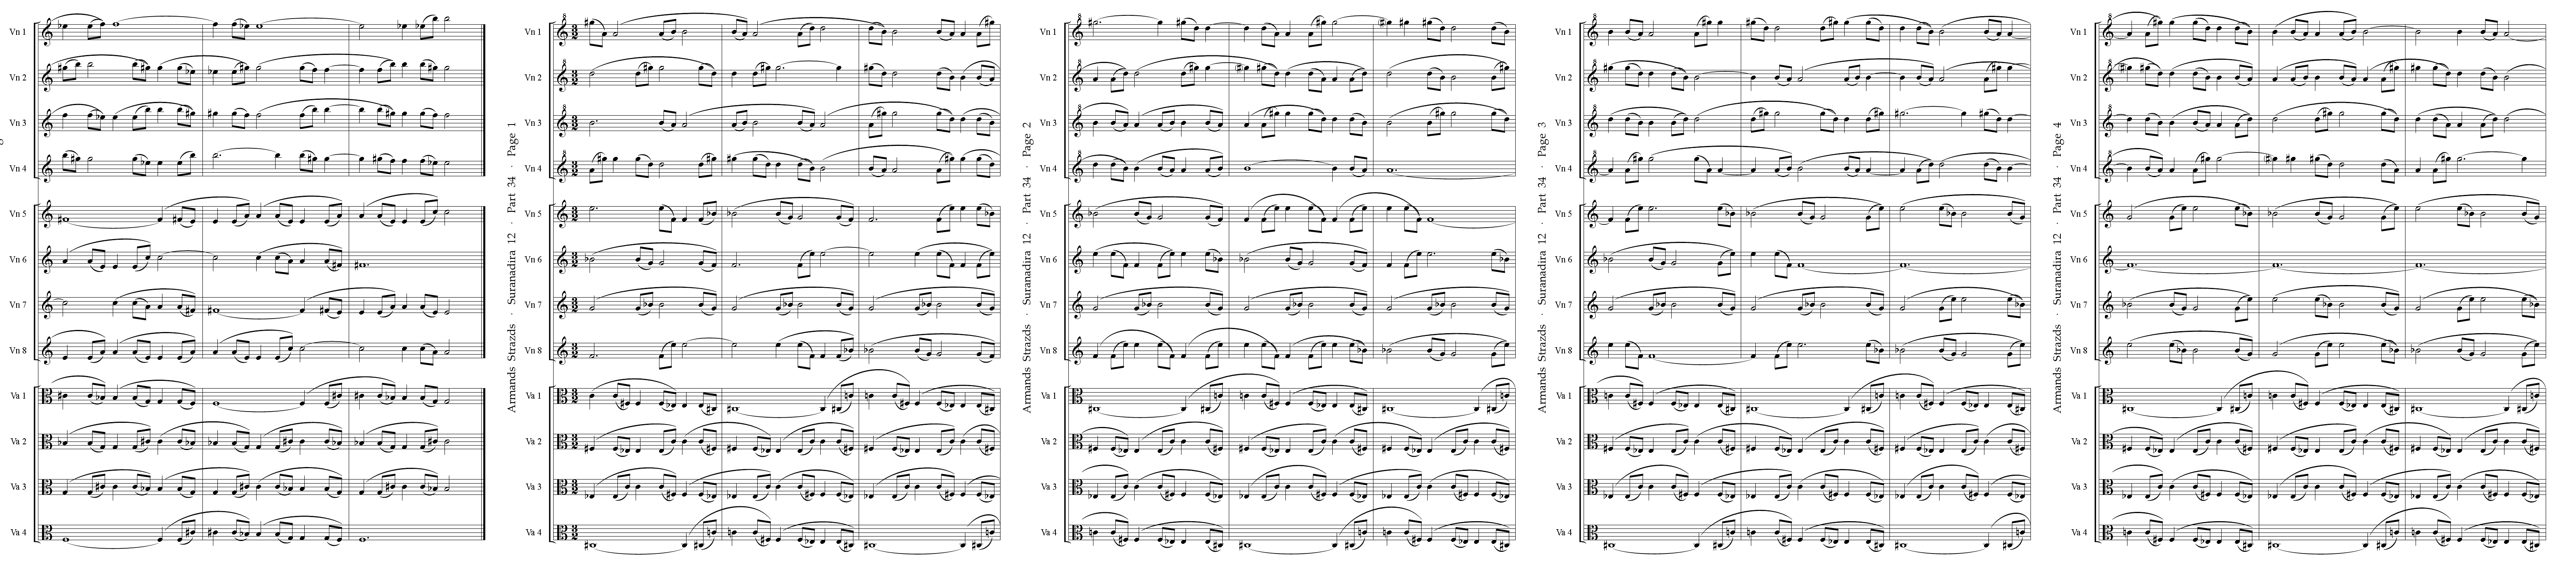 Vn 1
Vn 2
Vn 3
Vn 4
Vn 5
Vn 6
Vn 7
Vn 8
Va 1
Va 2
Va 3
Va 4
Armands Strazds · Suranadira 12 · Part 34 · Page 1
Vn 1
Vn 2
Vn 3
Vn 4
Vn 5
Vn 6
Vn 7
Vn 8
Va 1
Va 2
Va 3
Va 4
Armands Strazds · Suranadira 12 · Part 34 · Page 2
Vn 1
Vn 2
Vn 3
Vn 4
Vn 5
Vn 6
Vn 7
Vn 8
Va 1
Va 2
Va 3
Va 4
Armands Strazds · Suranadira 12 · Part 34 · Page 3
Vn 1
Vn 2
Vn 3
Vn 4
Vn 5
Vn 6
Vn 7
Vn 8
Va 1
Va 2
Va 3
Va 4
Armands Strazds · Suranadira 12 · Part 34 · Page 4
Vn 1
Vn 2
Vn 3
Vn 4
Vn 5
Vn 6
Vn 7
Vn 8
Va 1
Va 2
Va 3
Va 4